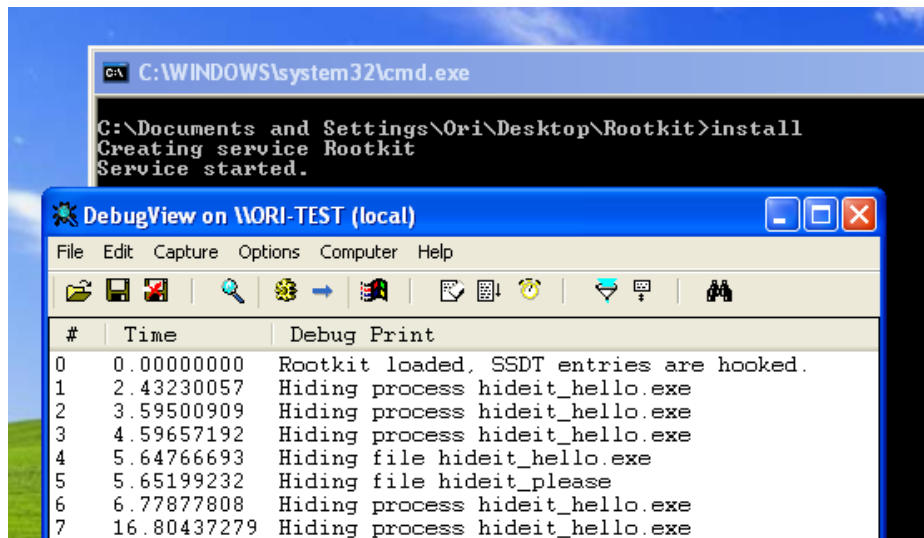 C:\WINDOWS\system32\cmd.exe
C:\Documents and Settings\Ori\Desktop\Rootkit>install
Creating service Rootkit
Service started.
DebugView on \\ORI-TEST (local)
File Edit Capture Options Computer Help
# Time Debug Print
0 0.00000000 Rootkit loaded, SSDT entries are hooked.
1 2.43230057 Hiding process hideit_hello.exe
2 3.59500909 Hiding process hideit_hello.exe
3 4.59657192 Hiding process hideit_hello.exe
4 5.64766693 Hiding file hideit_hello.exe
5 5.65199232 Hiding file hideit_please
6 6.77877808 Hiding process hideit_hello.exe
7 16.80437279 Hiding process hideit_hello.exe